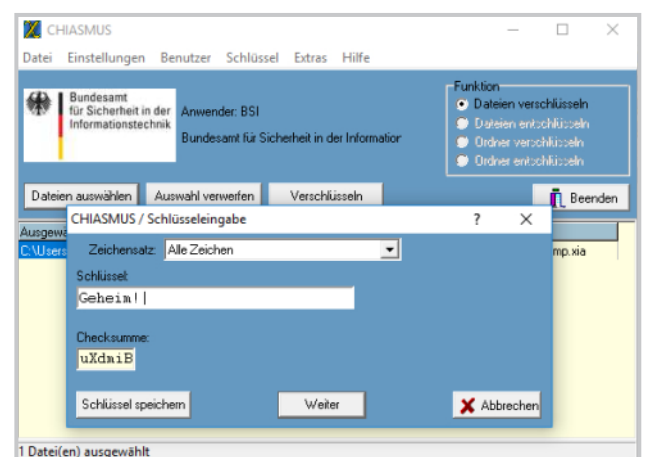 CHIASMUS
Datei Einstellungen Benutzer Schlüssel Extras Hilfe
Bundesamt
für Sicherheit in der
Informationstechnik
Anwender: BSI
Bundesamt für Sicherheit in der Informatior
Funktion
Dateien verschlüsseln
Dateien entschlüsseln
Ordner verschlüsseln
Ordner entschlüsseln
Dateien auswählen Auswahl verwerfen Verschlüsseln Beenden
Ausgewä
C:\Users mp.xia
CHIASMUS / Schlüsseleingabe ?
Zeichensatz: Alle Zeichen
Schlüssel:
Geheim!
Checksumme:
uXdmiB
Schlüssel speichern Weiter Abbrechen
1 Datei(en) ausgewählt